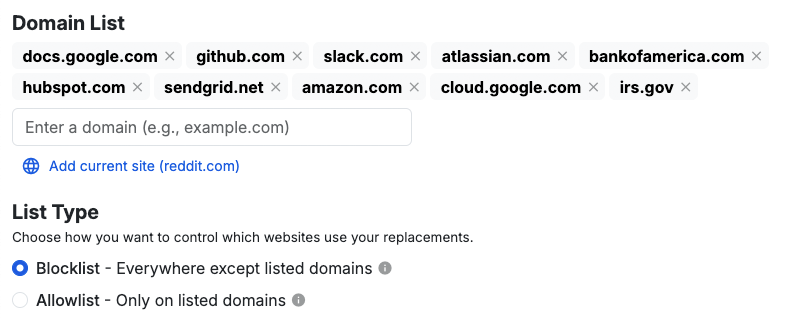 Domain List
docs.google.com × github.com × slack.com × atlassian.com × bankofamerica.com ×
hubspot.com × sendgrid.net × amazon.com × cloud.google.com × irs.gov ×
Enter a domain (e.g., example.com)
Add current site (reddit.com)
List Type
Choose how you want to control which websites use your replacements.
Blocklist - Everywhere except listed domains
Allowlist - Only on listed domains